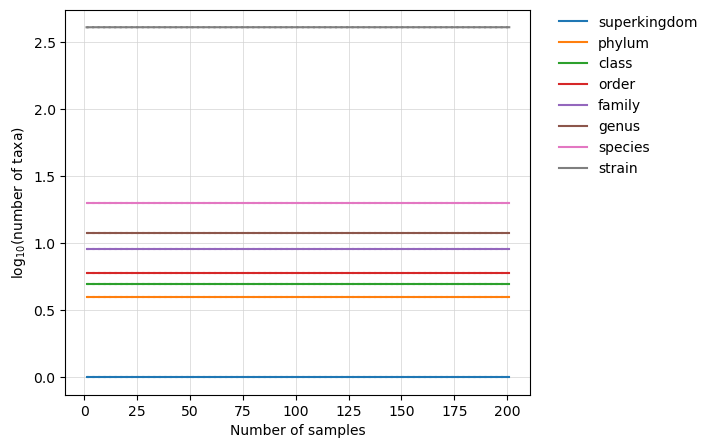 superkingdom
phylum
class
order
family
genus
species
strain
2.5
2.0
1.5
1.0
0.5
0.0
log10(number of taxa)
0 25 50 75 100 125 150 175 200
Number of samples